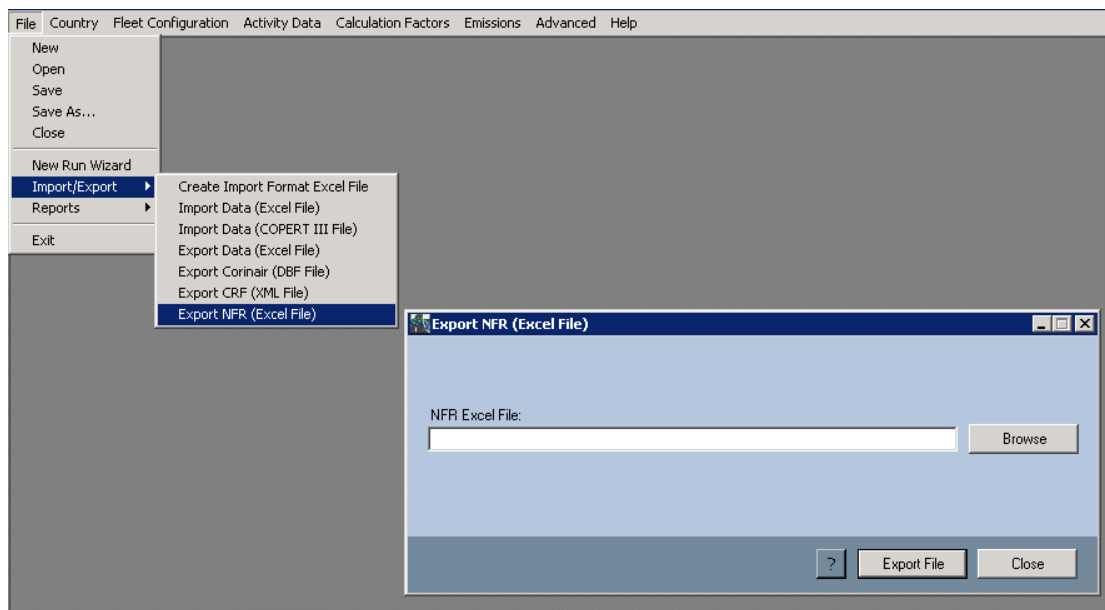 File Country Fleet Configuration Activity Data Calculation Factors Emissions Advanced Help
New
Open
Save
Save As...
Close
New Run Wizard
Import/Export
Reports
Exit
Create Import Format Excel File
Import Data (Excel File)
Import Data (COPERT III File)
Export Data (Excel File)
Export Corinair (DBF File)
Export CRF (XML File)
Export NFR (Excel File)
Export NFR (Excel File)
NFR Excel File:
Browse
? Export File Close